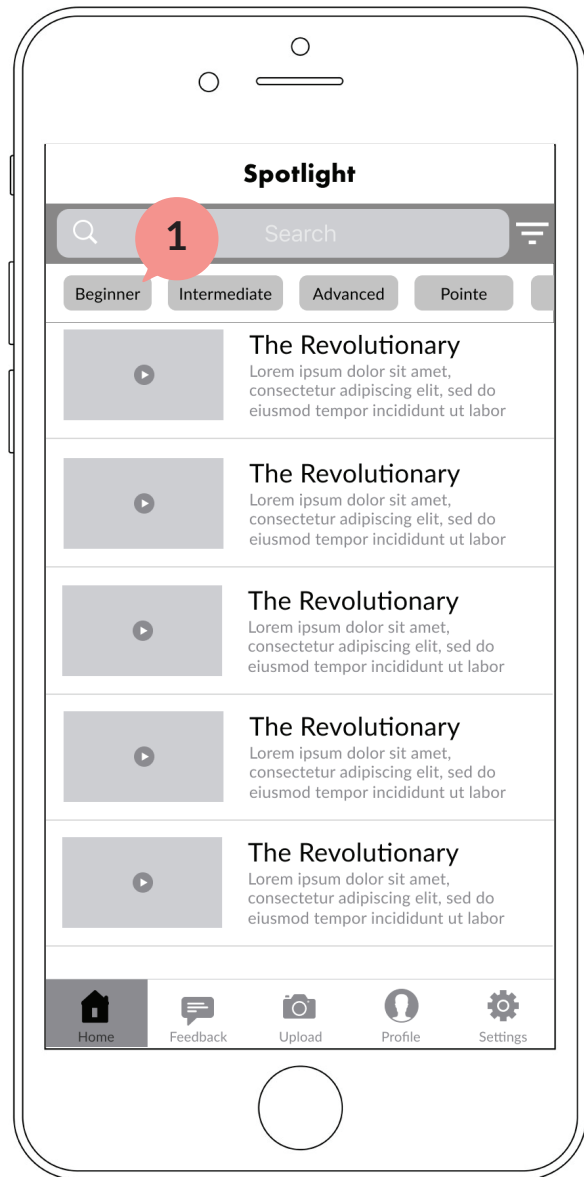 Spotlight
1 Search
Beginner Intermediate Advanced Pointe
The Revolutionary
Lorem ipsum dolor sit amet,
consectetur adipiscing elit, sed do
eiusmod tempor incididunt ut labor
The Revolutionary
Lorem ipsum dolor sit amet,
consectetur adipiscing elit, sed do
eiusmod tempor incididunt ut labor
The Revolutionary
Lorem ipsum dolor sit amet,
consectetur adipiscing elit, sed do
eiusmod tempor incididunt ut labor
The Revolutionary
Lorem ipsum dolor sit amet,
consectetur adipiscing elit, sed do
eiusmod tempor incididunt ut labor
The Revolutionary
Lorem ipsum dolor sit amet,
consectetur adipiscing elit, sed do
eiusmod tempor incididunt ut labor
Home Feedback Upload Profile Settings